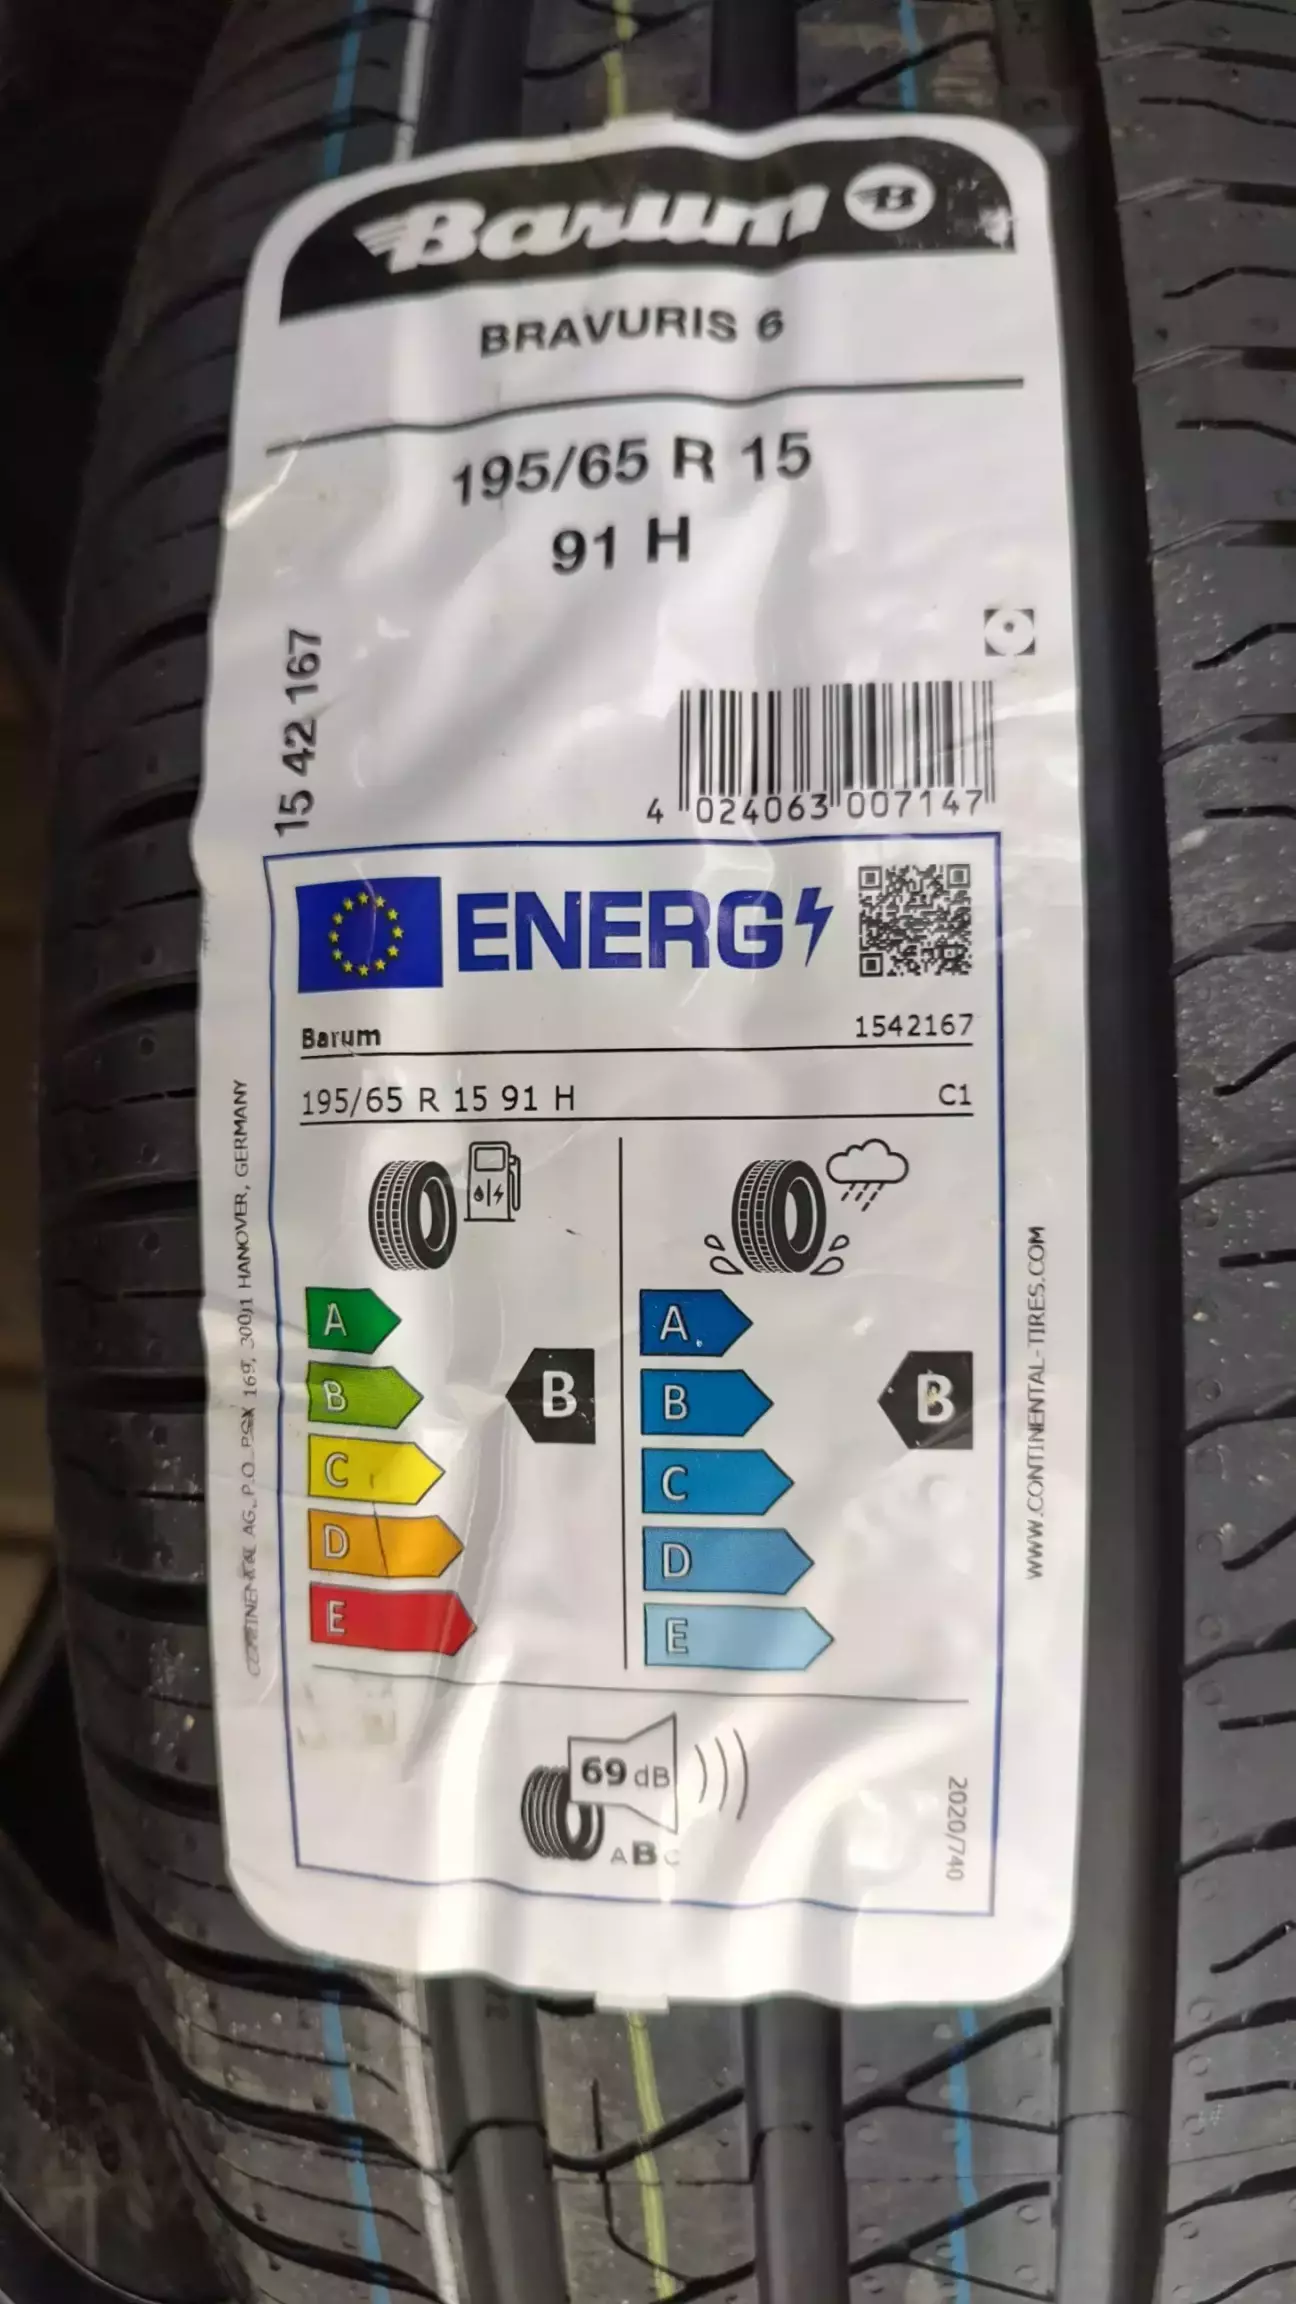 Barum B
BRAVURIS 6
195/65 R 15
91 H
15 42 167
4 024063 007147
ENERG
Barum 1542167
195/65 R 15 91 H C1
A
B
C
D
E
B
A
B
C
D
E
B
69 dB
ABC
2020/740
CONTINENTAL AG, P.O. BOX 169, 30001 HANOVER, GERMANY
WWW.CONTINENTAL-TIRES.COM